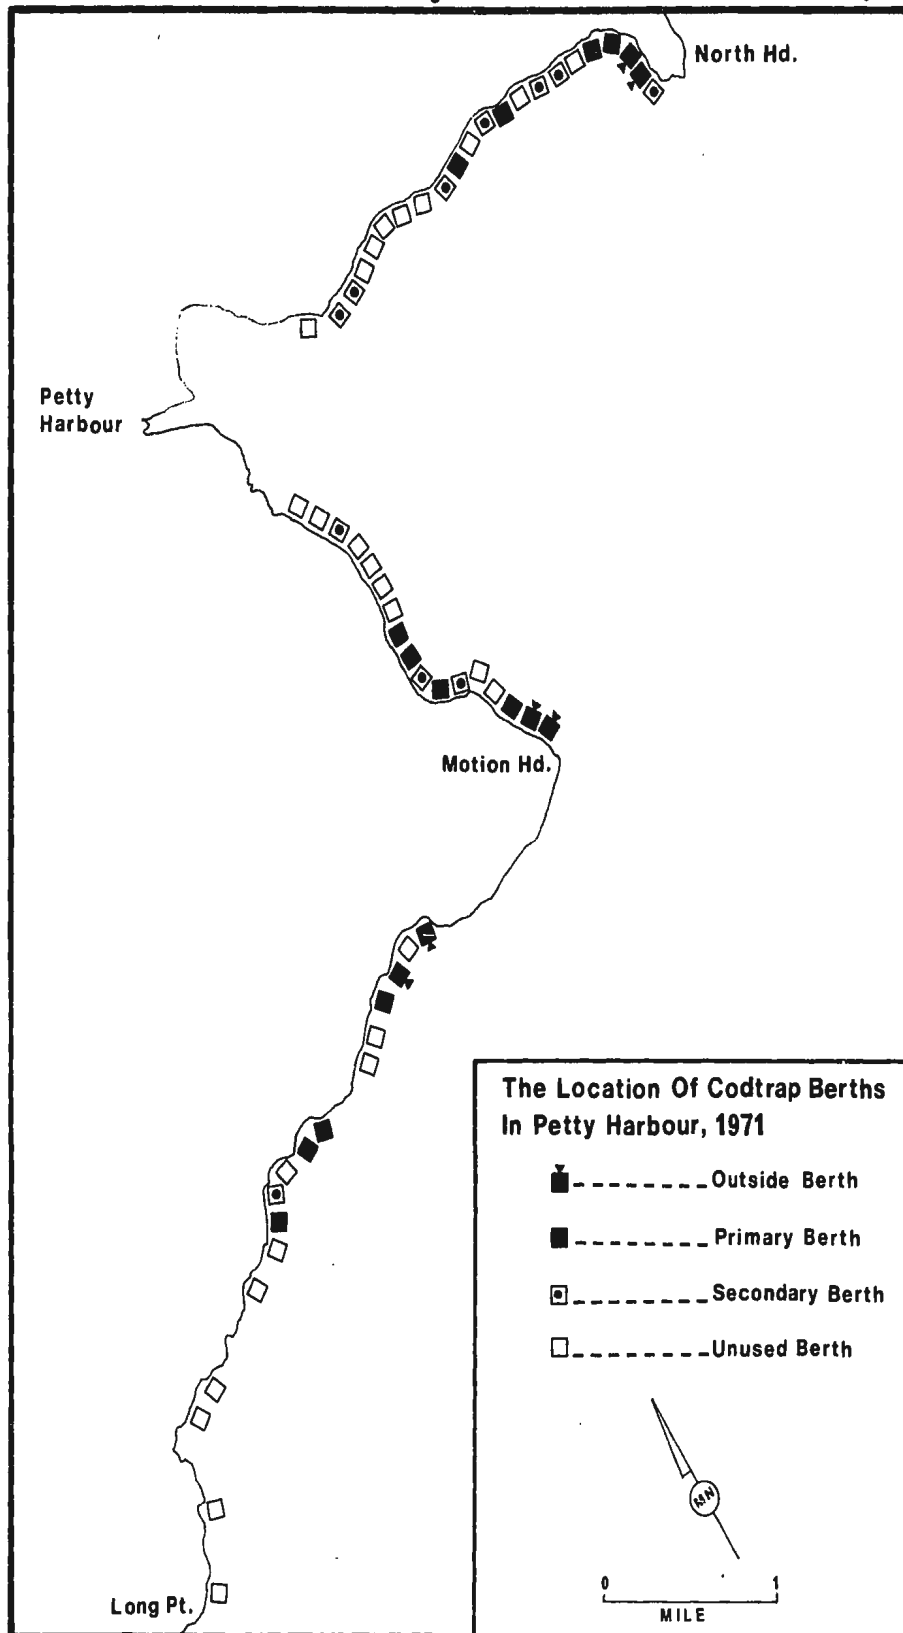 North Hd.
Petty
Harbour
Motion Hd.
Long Pt.
The Location Of Codtrap Berths
In Petty Harbour, 1971
Outside Berth
Primary Berth
Secondary Berth
Unused Berth
0 1
MILE